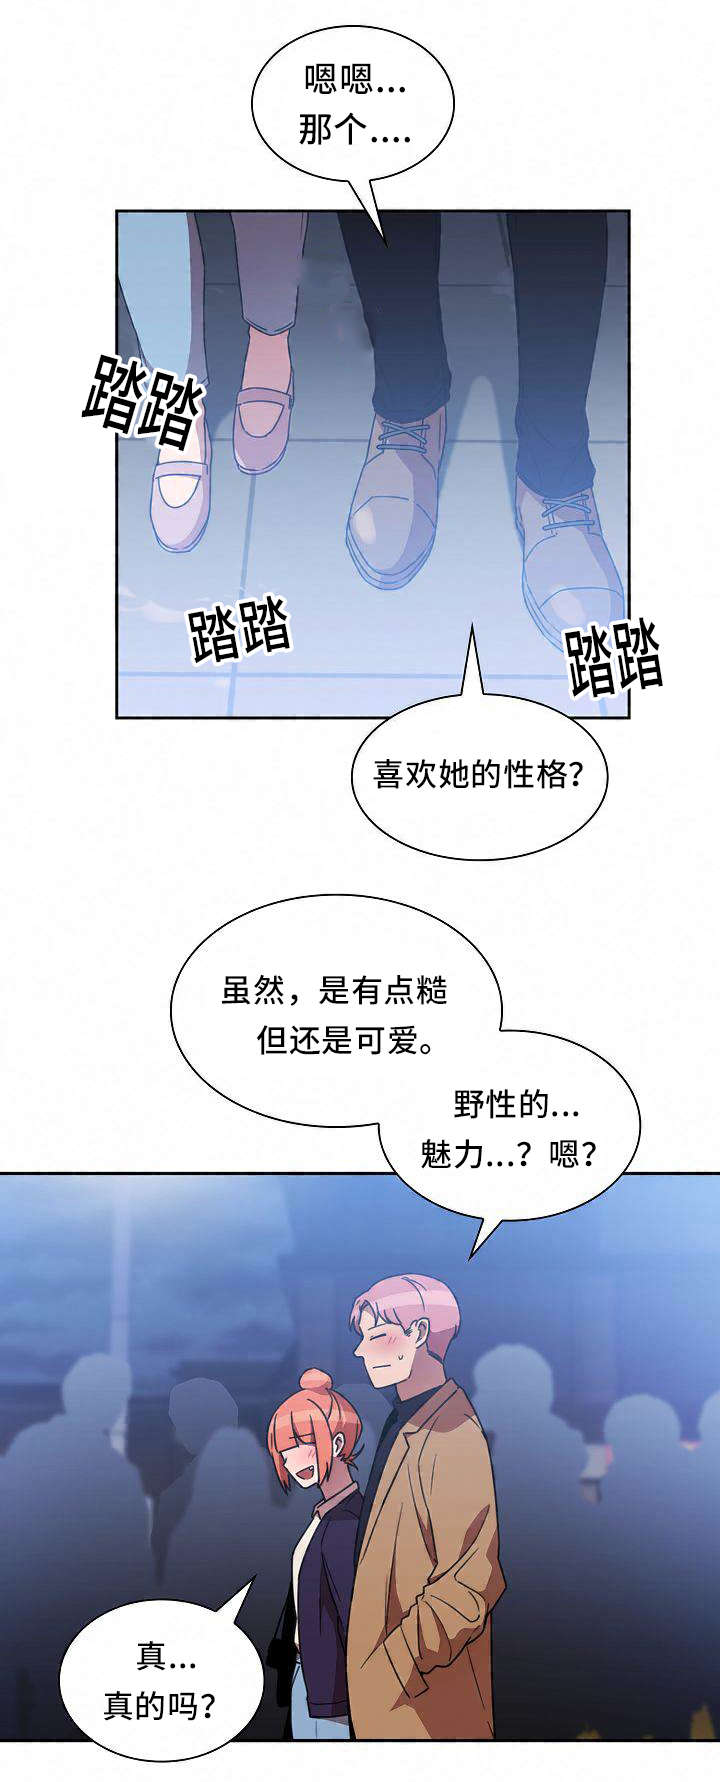 嗯嗯...
那个....
踏踏
踏踏
踏踏
喜欢她的性格？
虽然，是有点糙
但还是可爱。
野性的...
魅力...？嗯？
真...
真的吗？